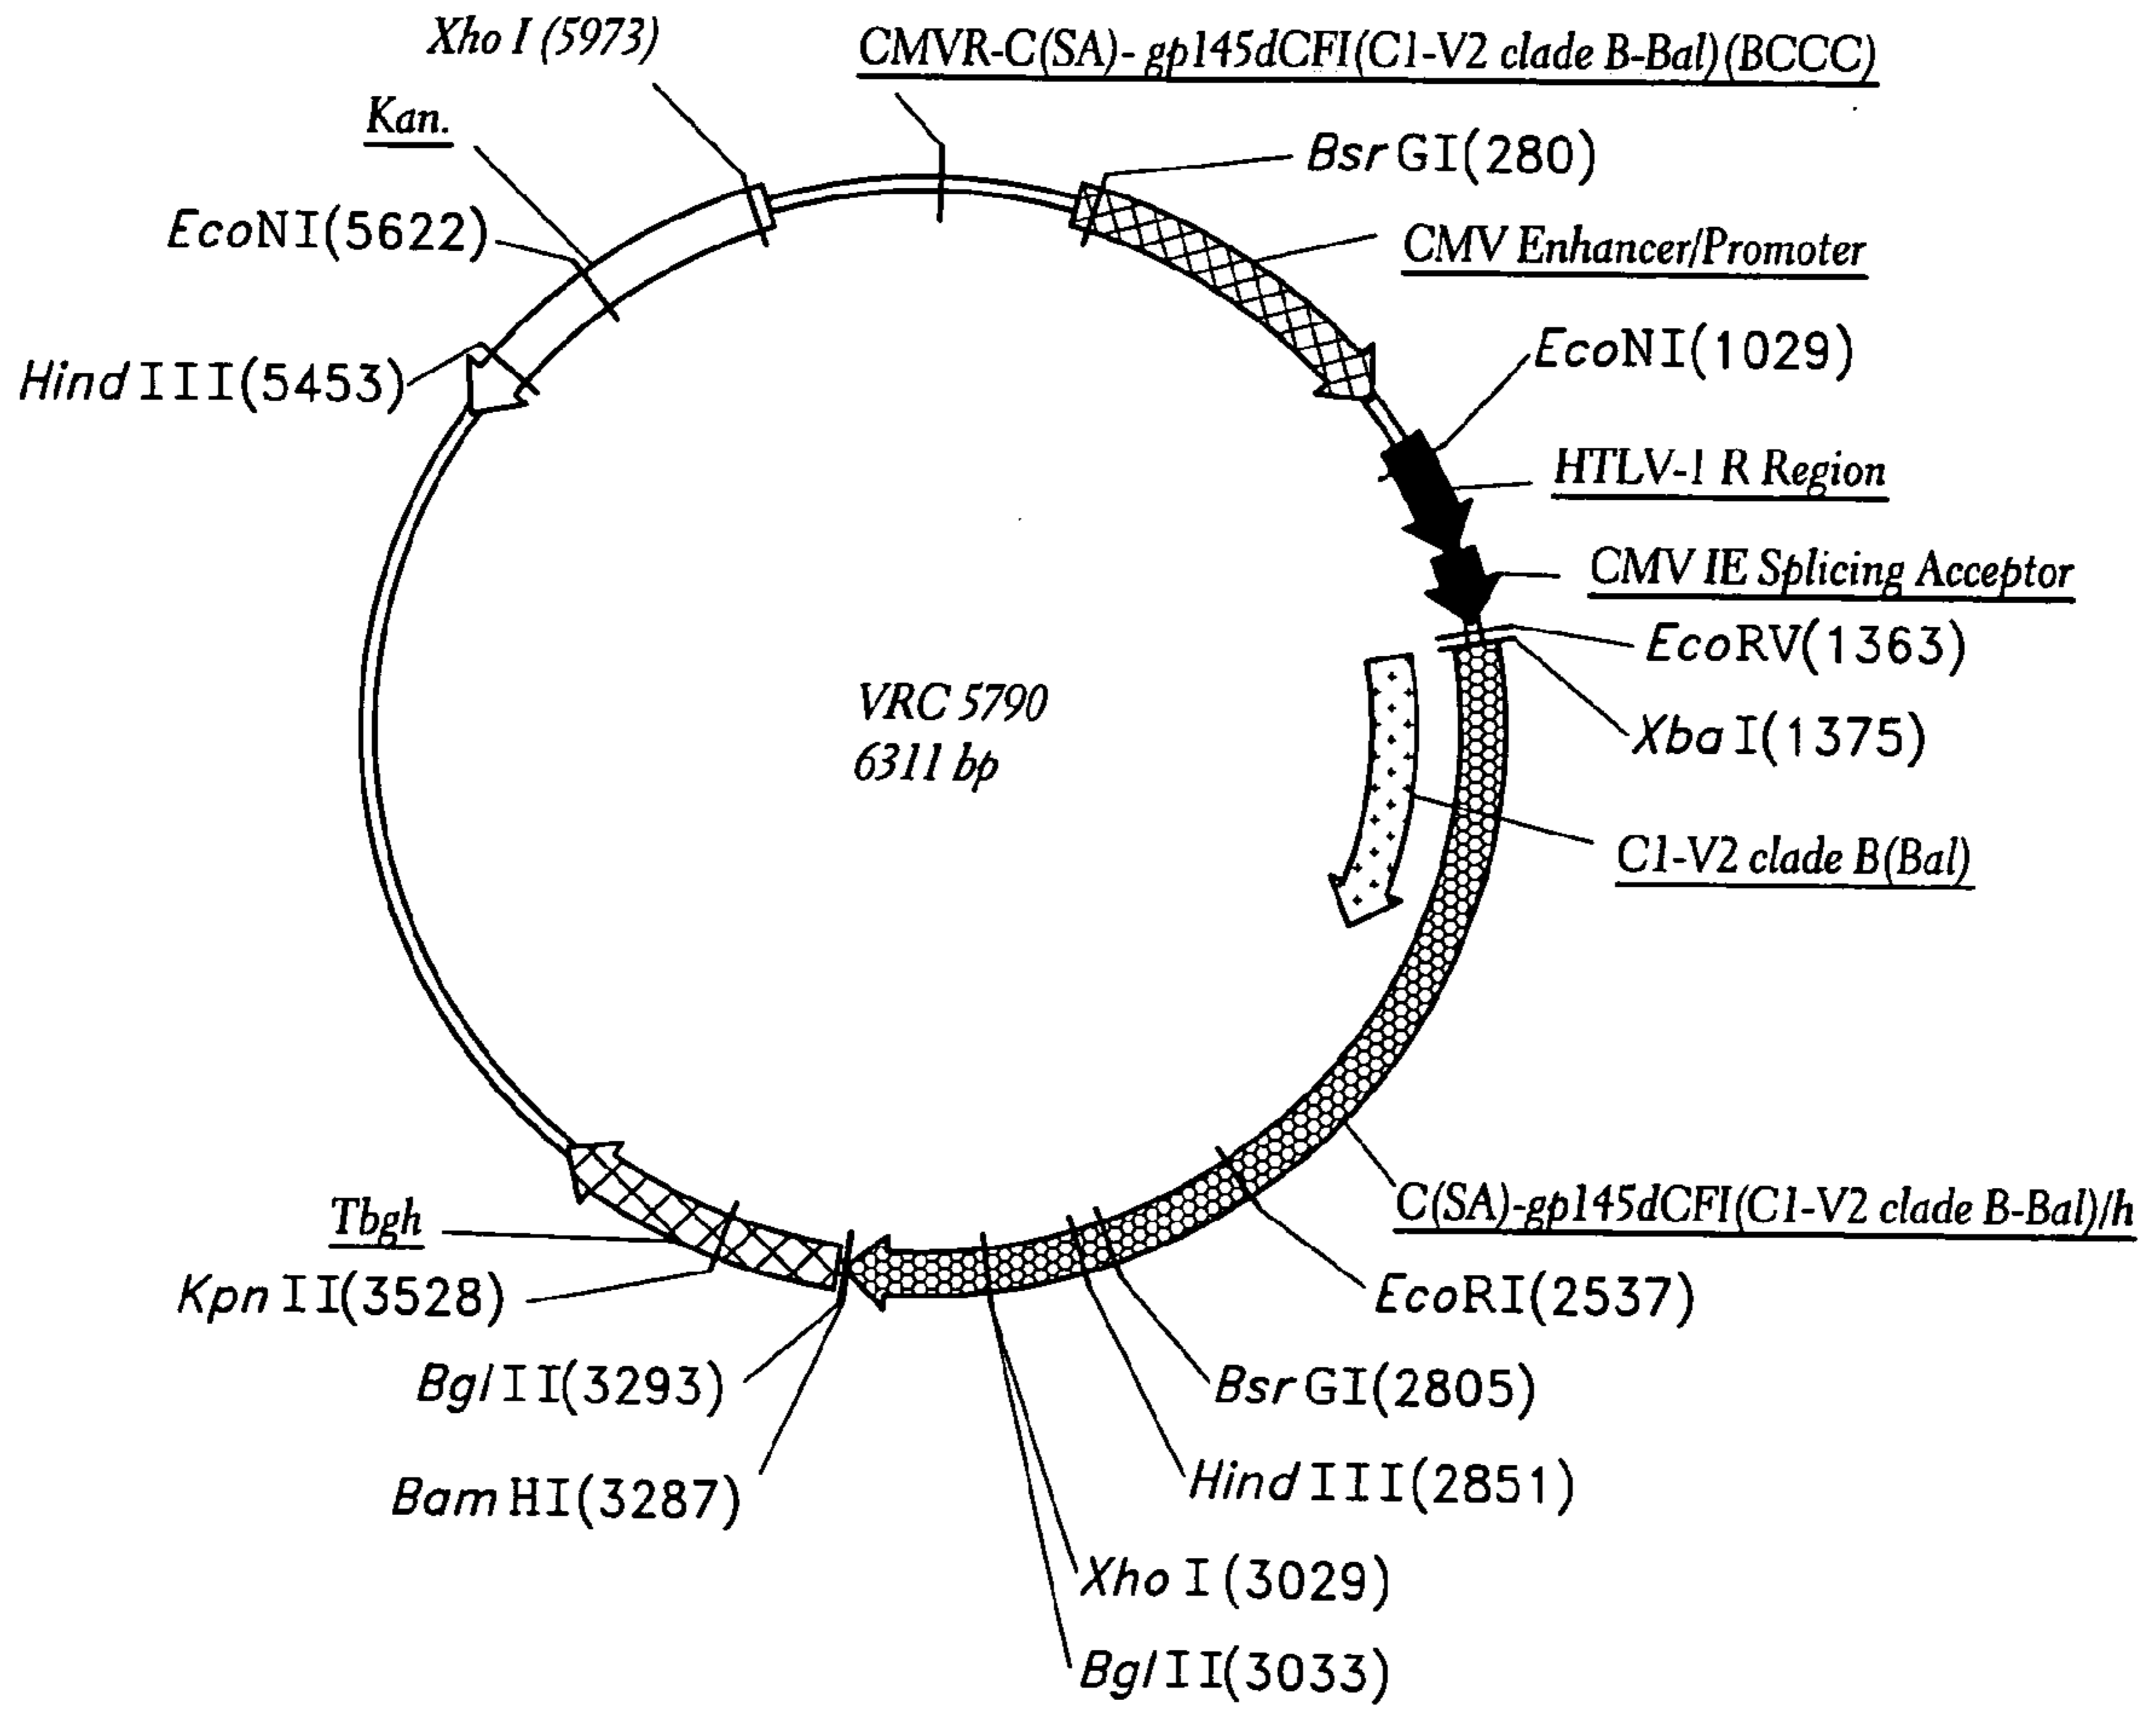 Xho I (5973)
CMVR-C(SA)- gp145dCFI(C1-V2 clade B-Bal)(BCCC)
Kan.
BsrGI(280)
EcoNI(5622)
CMV Enhancer/Promoter
EcoNI(1029)
HindIII(5453)
HTLV-1 R Region
CMV IE Splicing Acceptor
EcoRV(1363)
VRC 5790
6311 bp
XbaI(1375)
C1-V2 clade B(Bal)
C(SA)-gp145dCFI(C1-V2 clade B-Bal)/h
Tbgh
KpnII(3528)
EcoRI(2537)
BglII(3293)
BsrGI(2805)
BamHI(3287)
HindIII(2851)
XhoI(3029)
BglII(3033)